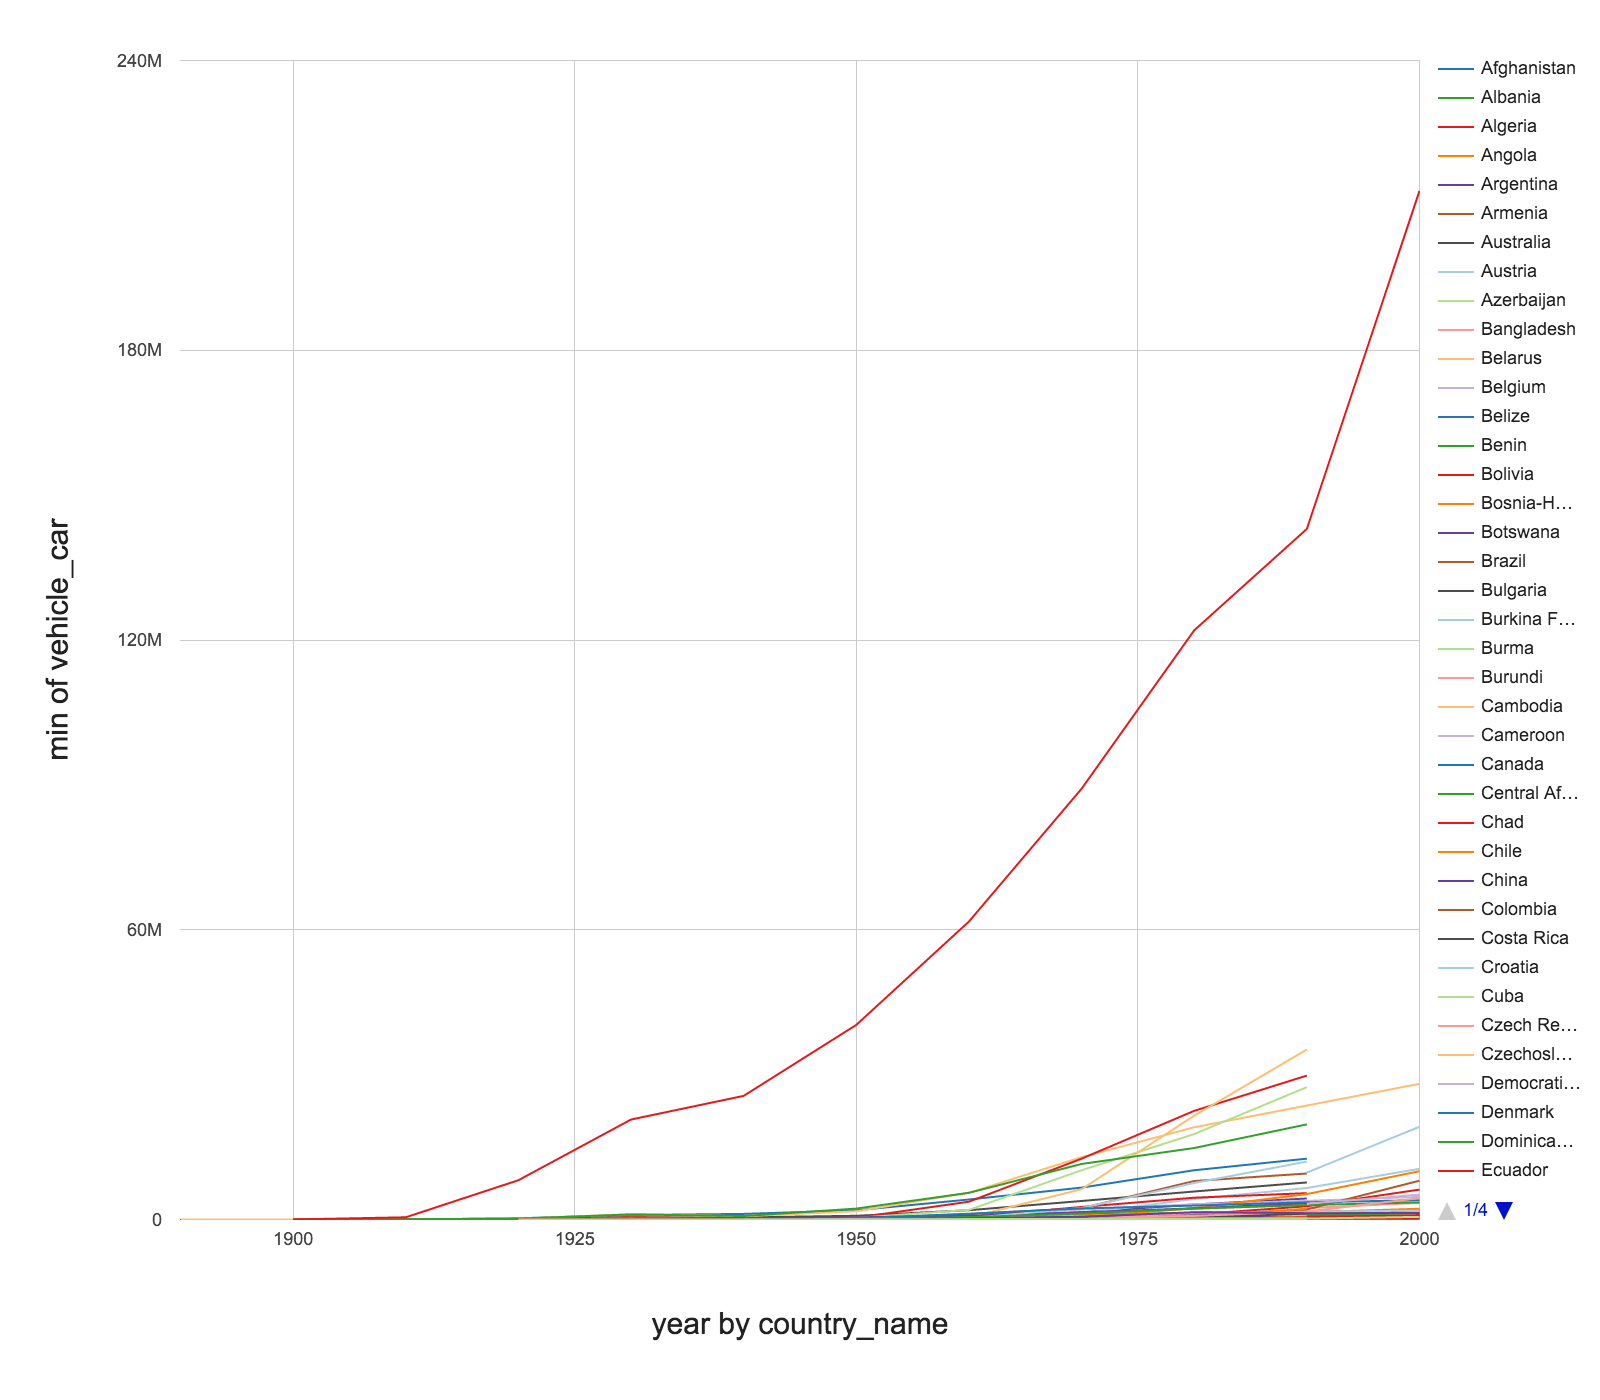 240M
180M
120M
60M
0
min of vehicle_car
1900
1925
1950
1975
2000
year by country_name
Afghanistan
Albania
Algeria
Angola
Argentina
Armenia
Australia
Austria
Azerbaijan
Bangladesh
Belarus
Belgium
Belize
Benin
Bolivia
Bosnia-H…
Botswana
Brazil
Bulgaria
Burkina F…
Burma
Burundi
Cambodia
Cameroon
Canada
Central Af…
Chad
Chile
China
Colombia
Costa Rica
Croatia
Cuba
Czech Re…
Czechosl…
Democrati…
Denmark
Dominica…
Ecuador
1/4